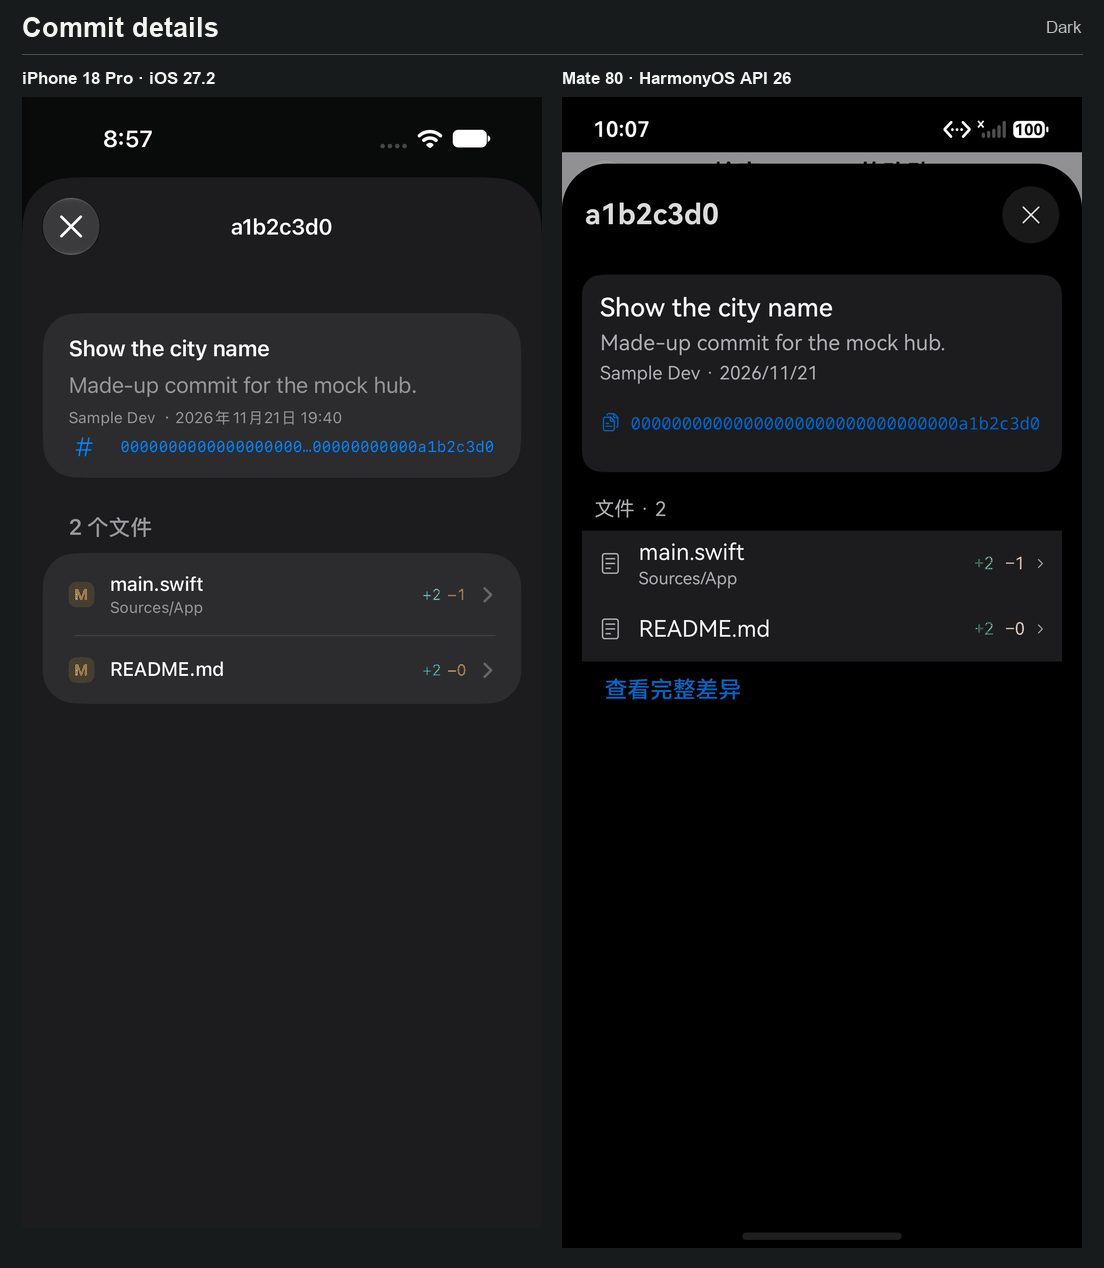 Commit details
Dark
iPhone 18 Pro · iOS 27.2
8:57
a1b2c3d0
Show the city name
Made-up commit for the mock hub.
Sample Dev · 2026年11月21日 19:40
# 0000000000000000000…00000000000a1b2c3d0
2 个文件
M main.swift +2 −1
Sources/App
M README.md +2 −0
Mate 80 · HarmonyOS API 26
10:07
100
a1b2c3d0
Show the city name
Made-up commit for the mock hub.
Sample Dev · 2026/11/21
00000000000000000000000000000000a1b2c3d0
文件 · 2
main.swift +2 −1
Sources/App
README.md +2 −0
查看完整差异